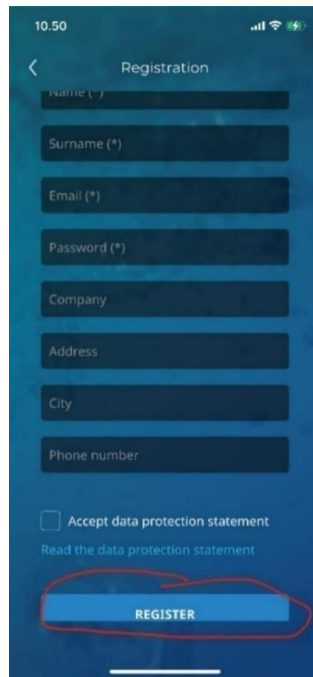 10.50
Registration
Name (*)
Surname (*)
Email (*)
Password (*)
Company
Address
City
Phone number
Accept data protection statement
Read the data protection statement
REGISTER